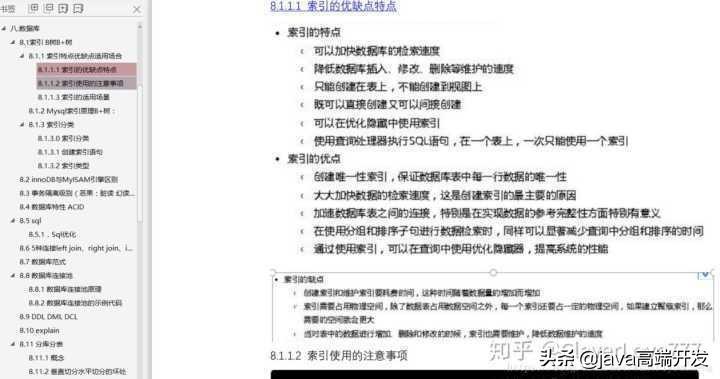 书签
八.数据库
8.1索引 B树B+树
8.1.1 索引特点优缺点适用场合
8.1.1.1 索引的优缺点特点
8.1.1.2 索引使用的注意事项
8.1.1.3 索引的适用场景
8.1.2 Mysql索引原理B+树：
8.1.3 索引分类
8.1.3.0 索引分类
8.1.3.1 创建索引语句
8.1.3.2 索引类型
8.2 innoDB与MyISAM引擎区别
8.3 事务隔离级别（若果：脏读 幻读...
8.4 数据库特性 ACID
8.5 sql
8.5.1．Sql优化
8.6 5种连接left join、right join、i...
8.7 数据库范式
8.8 数据库连接池
8.8.1 数据库连接池原理
8.8.2 数据库连接池的示例代码
8.9 DDL DML DCL
8.10 explain
8.11 分库分表
8.11.1 概念
8.11.2 垂直切分水平切分的坏处
8.1.1.1 索引的优缺点特点
索引的特点
可以加快数据库的检索速度
降低数据库插入、修改、删除等维护的速度
只能创建在表上，不能创建到视图上
既可以直接创建又可以间接创建
可以在优化隐藏中使用索引
使用查询处理器执行SQL语句，在一个表上，一次只能使用一个索引
索引的优点
创建唯一性索引，保证数据库表中每一行数据的唯一性
大大加快数据的检索速度，这是创建索引的最主要的原因
加速数据库表之间的连接，特别是在实现数据的参考完整性方面特别有意义
在使用分组和排序子句进行数据检索时，同样可以显著减少查询中分组和排序的时间
通过使用索引，可以在查询中使用优化隐藏器，提高系统的性能
索引的缺点
创建索引和维护索引要耗费时间，这种时间随着数据量的增加而增加
索引需要占用物理空间，除了数据表占用数据空间之外，每一个索引还要占一定的物理空间，如果建立聚簇索引，那么
需要的空间就会更大
当对表中的数据进行增加、删除和修改的时候，索引也需要维护，降低数据维护的速度
8.1.1.2 索引使用的注意事项
头条 @java高端开发